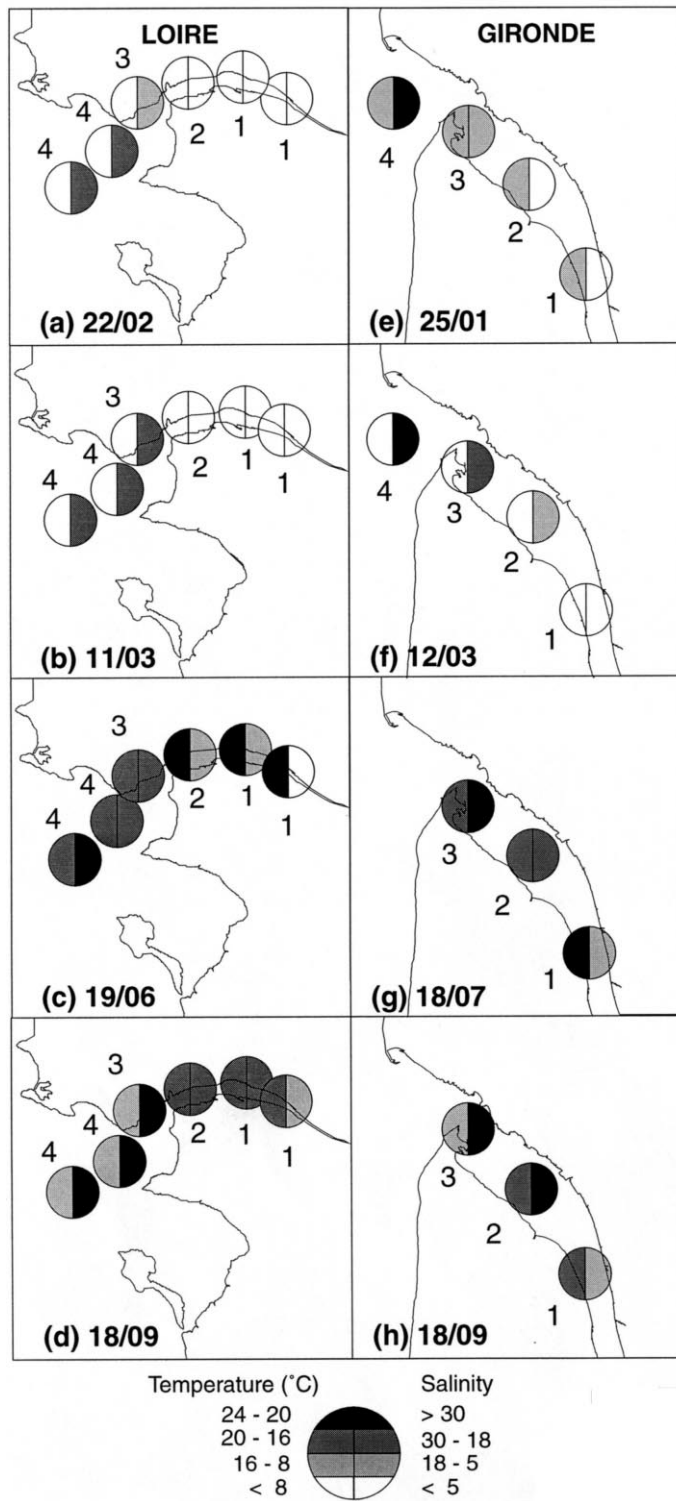 LOIRE
3
4
4
2
1
1
(a) 22/02
GIRONDE
4
3
2
1
(e) 25/01
3
4
4
2
1
1
(b) 11/03
4
3
2
1
(f) 12/03
3
4
4
2
1
1
(c) 19/06
3
2
1
(g) 18/07
3
4
4
2
1
1
(d) 18/09
3
2
1
(h) 18/09
Temperature (°C) Salinity
24 - 20 > 30
20 - 16 30 - 18
16 - 8 18 - 5
< 8 < 5